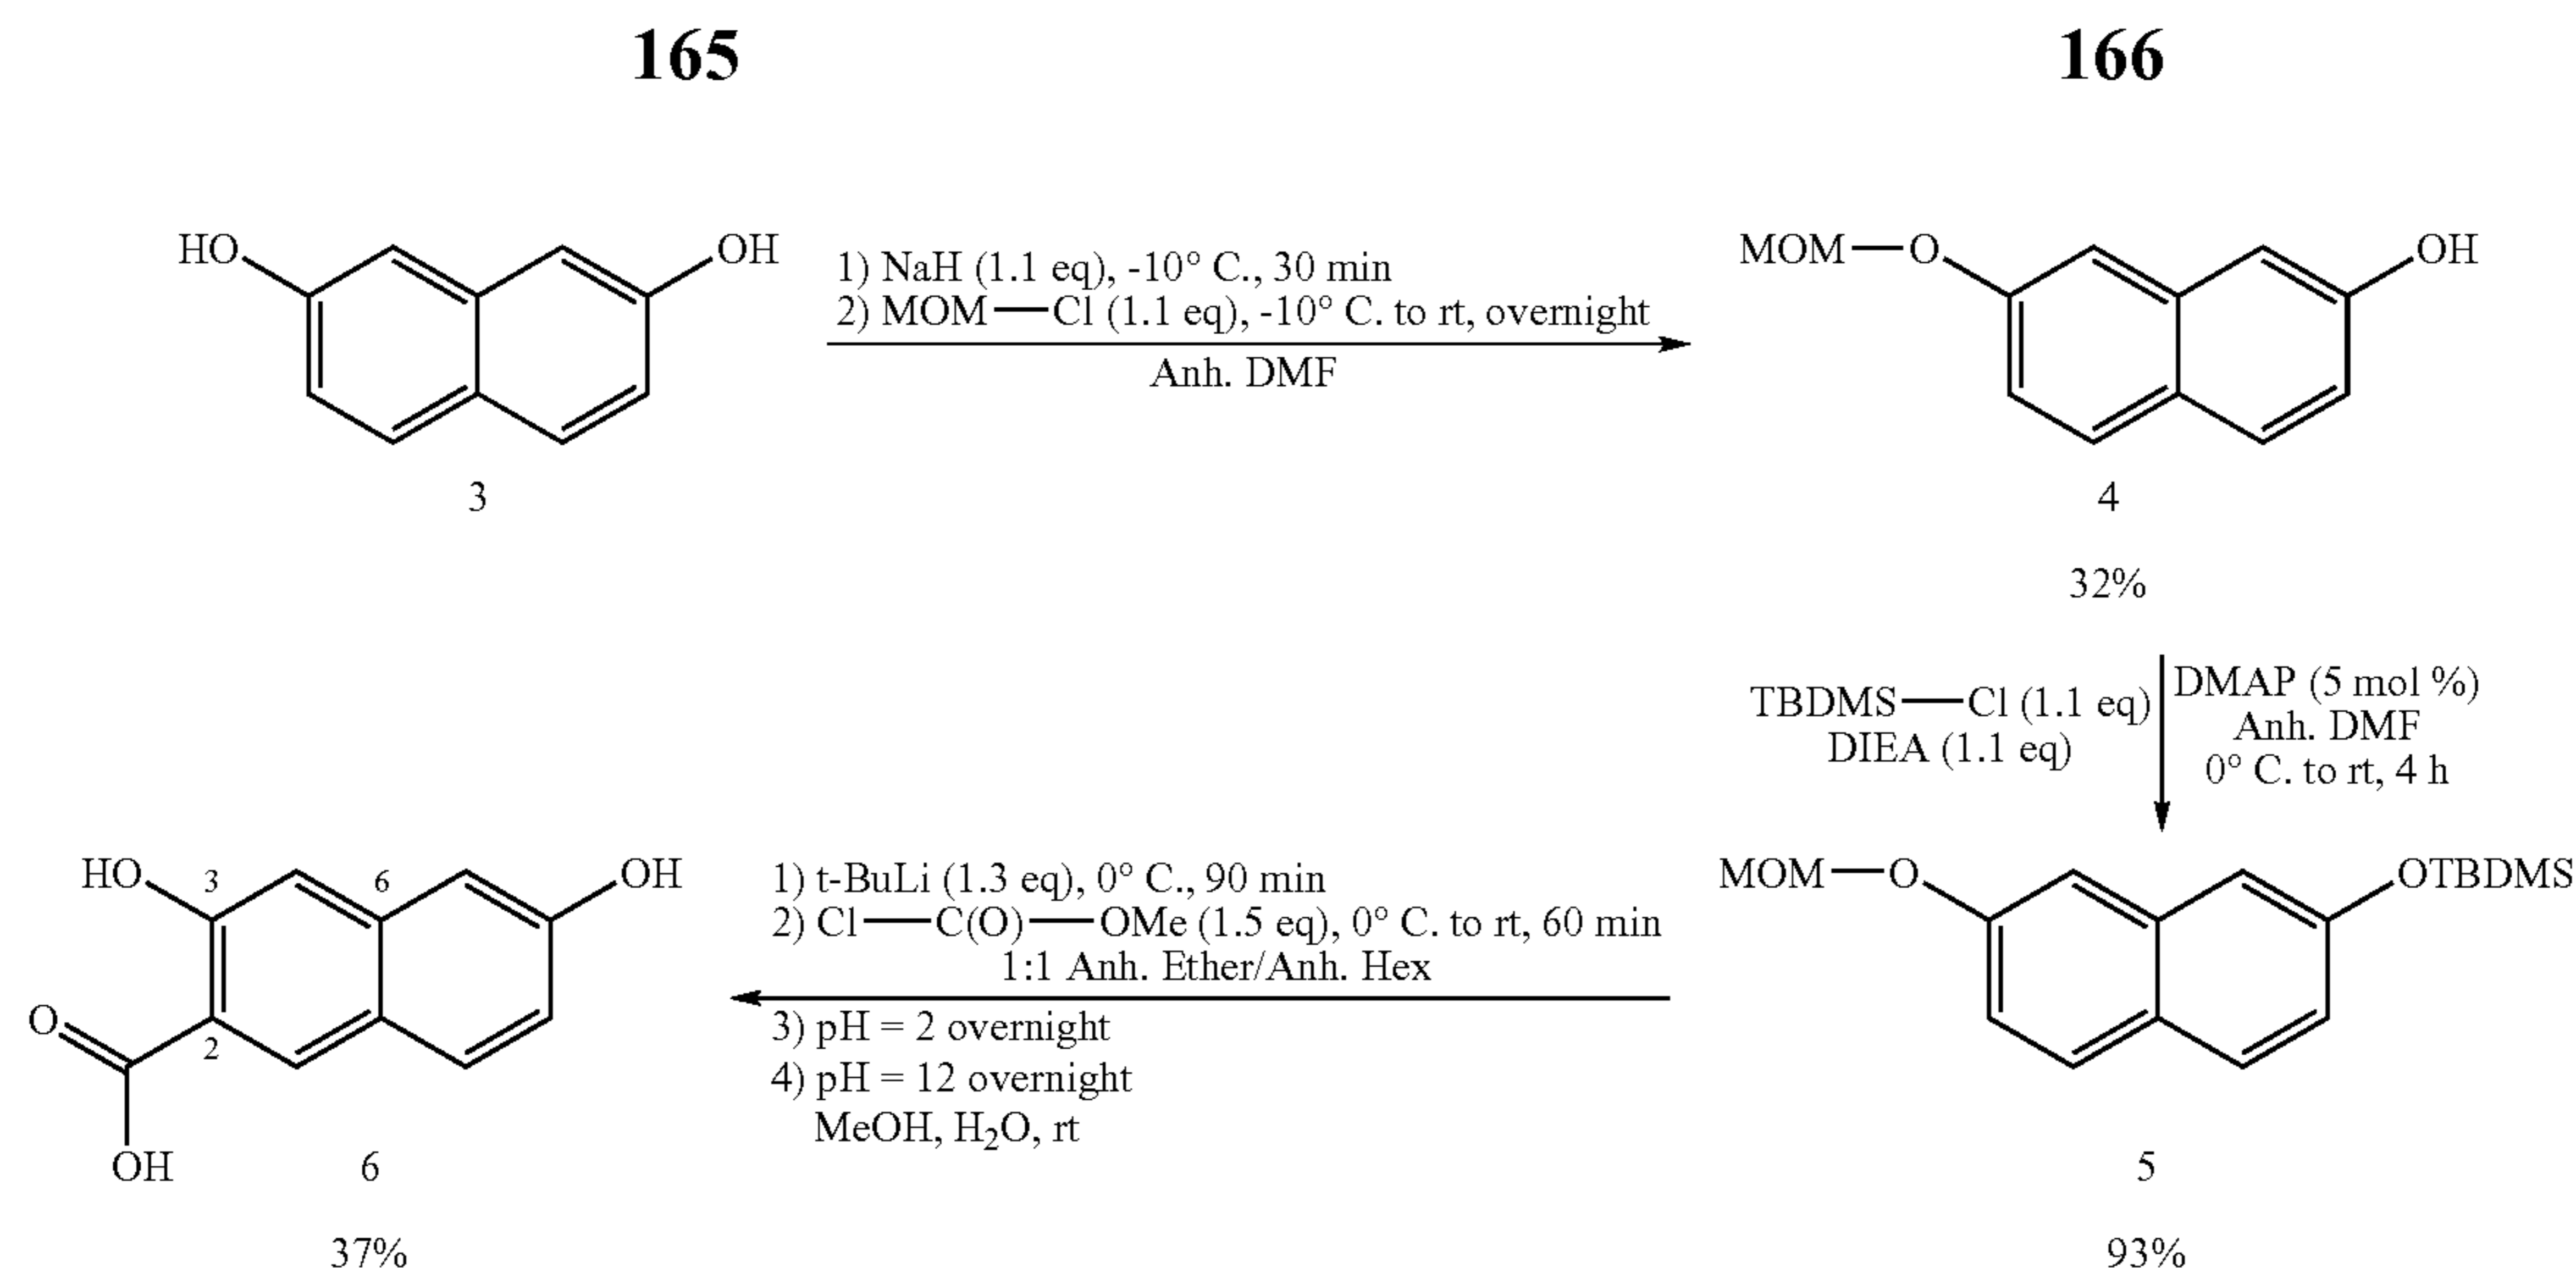 165
166
HO
OH
1) NaH (1.1 eq), -10° C., 30 min
2) MOM—Cl (1.1 eq), -10° C. to rt, overnight
Anh. DMF
MOM—O
OH
3
4
32%
TBDMS—Cl (1.1 eq)
DIEA (1.1 eq)
DMAP (5 mol %)
Anh. DMF
0° C. to rt, 4 h
HO
3
6
OH
O
2
OH
6
37%
1) t-BuLi (1.3 eq), 0° C., 90 min
2) Cl—C(O)—OMe (1.5 eq), 0° C. to rt, 60 min
1:1 Anh. Ether/Anh. Hex
3) pH = 2 overnight
4) pH = 12 overnight
MeOH, H₂O, rt
MOM—O
OTBDMS
5
93%